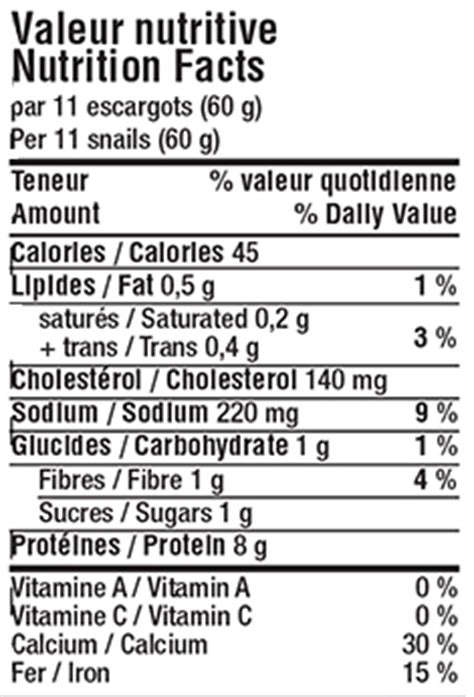 Valeur nutritive
Nutrition Facts
par 11 escargots (60 g)
Per 11 snails (60 g)
Teneur % valeur quotidienne
Amount % Daily Value
Calories / Calories 45
Lipides / Fat 0,5 g 1 %
saturés / Saturated 0,2 g
+ trans / Trans 0,4 g 3 %
Cholestérol / Cholesterol 140 mg
Sodium / Sodium 220 mg 9 %
Glucides / Carbohydrate 1 g 1 %
Fibres / Fibre 1 g 4 %
Sucres / Sugars 1 g
Protéines / Protein 8 g
Vitamine A / Vitamin A 0 %
Vitamine C / Vitamin C 0 %
Calcium / Calcium 30 %
Fer / Iron 15 %